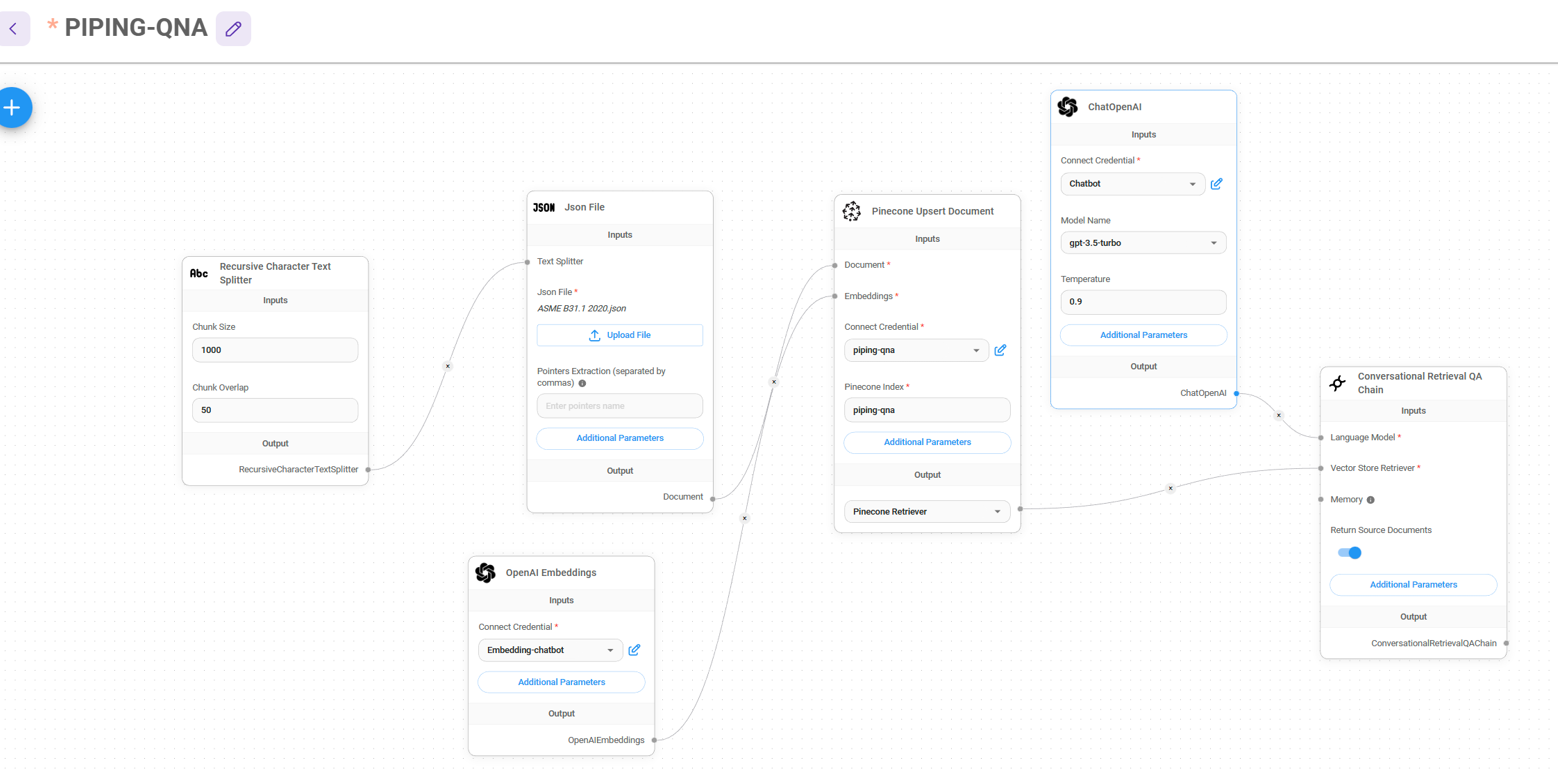 * PIPING-QNA
Abc
Recursive Character Text
Splitter
Inputs
Chunk Size
1000
Chunk Overlap
50
Output
RecursiveCharacterTextSplitter
JSON
Json File
Inputs
Text Splitter
Json File *
ASME B31.1 2020.json
Upload File
Pointers Extraction (separated by
commas)
Enter pointers name
Additional Parameters
Output
Document
OpenAI Embeddings
Inputs
Connect Credential *
Embedding-chatbot
Additional Parameters
Output
OpenAIEmbeddings
Pinecone Upsert Document
Inputs
Document *
Embeddings *
Connect Credential *
piping-qna
Pinecone Index *
piping-qna
Additional Parameters
Output
Pinecone Retriever
ChatOpenAI
Inputs
Connect Credential *
Chatbot
Model Name
gpt-3.5-turbo
Temperature
0.9
Additional Parameters
Output
ChatOpenAI
Conversational Retrieval QA
Chain
Inputs
Language Model *
Vector Store Retriever *
Memory
Return Source Documents
Additional Parameters
Output
ConversationalRetrievalQAChain